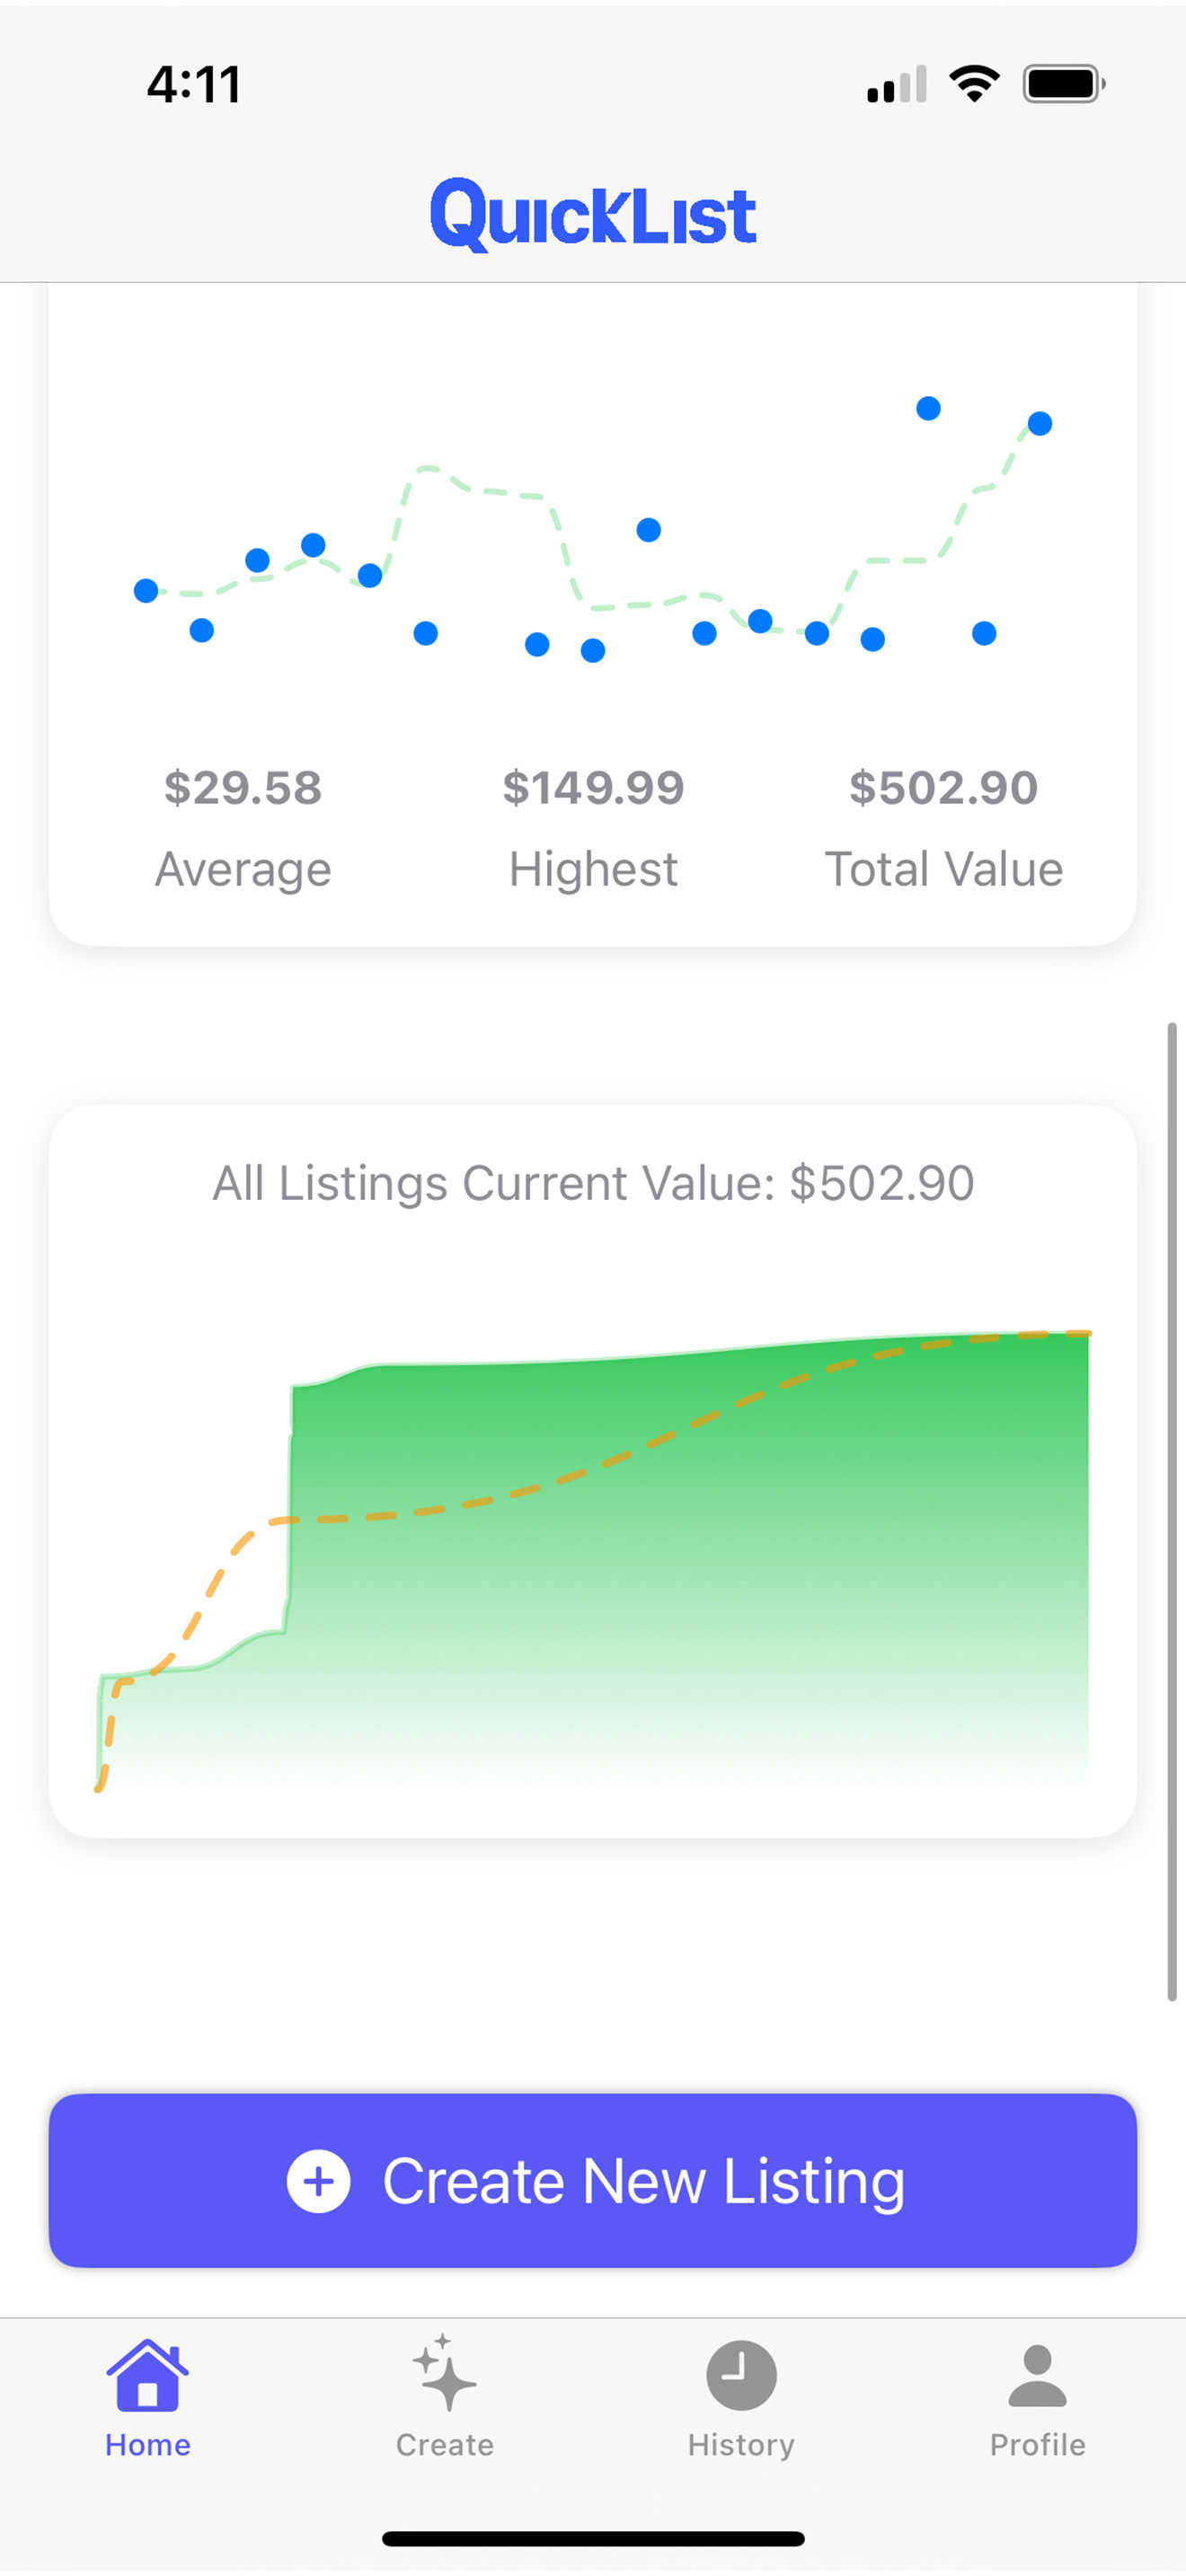 4:11
QuickList
$29.58 $149.99 $502.90
Average Highest Total Value
All Listings Current Value: $502.90
Create New Listing
Home Create History Profile